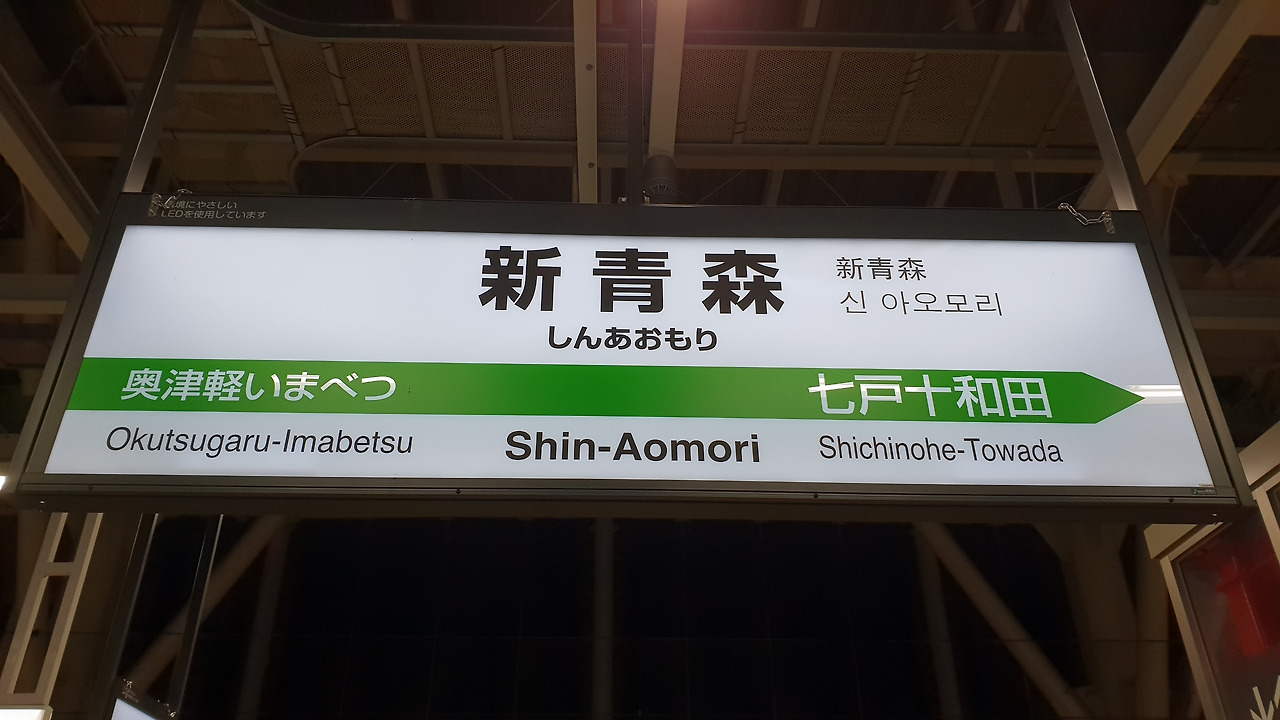 環境にやさしい
LEDを使用しています
新青森
新青森
신 아오모리
しんあおもり
奥津軽いまべつ
七戸十和田
Okutsugaru-Imabetsu
Shin-Aomori
Shichinohe-Towada